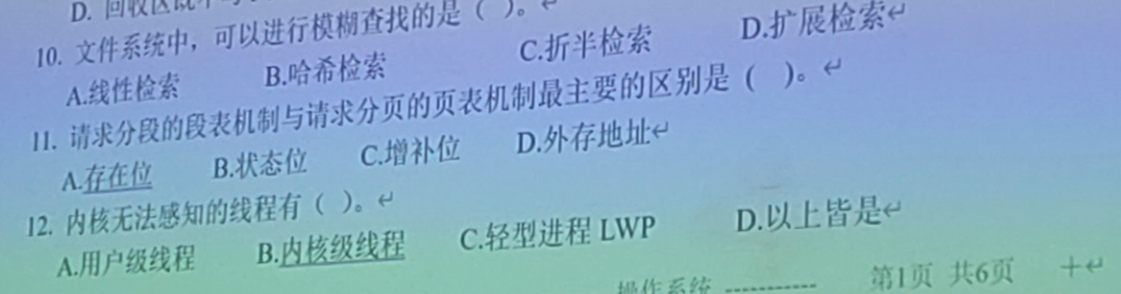 D. 回收区
10. 文件系统中，可以进行模糊查找的是（ ）。
A.线性检索 B.哈希检索 C.折半检索 D.扩展检索
11. 请求分段的段表机制与请求分页的页表机制最主要的区别是（ ）。
A.存在位 B.状态位 C.增补位 D.外存地址
12. 内核无法感知的线程有（ ）。
A.用户级线程 B.内核级线程 C.轻型进程 LWP D.以上皆是
操作系统 第1页 共6页